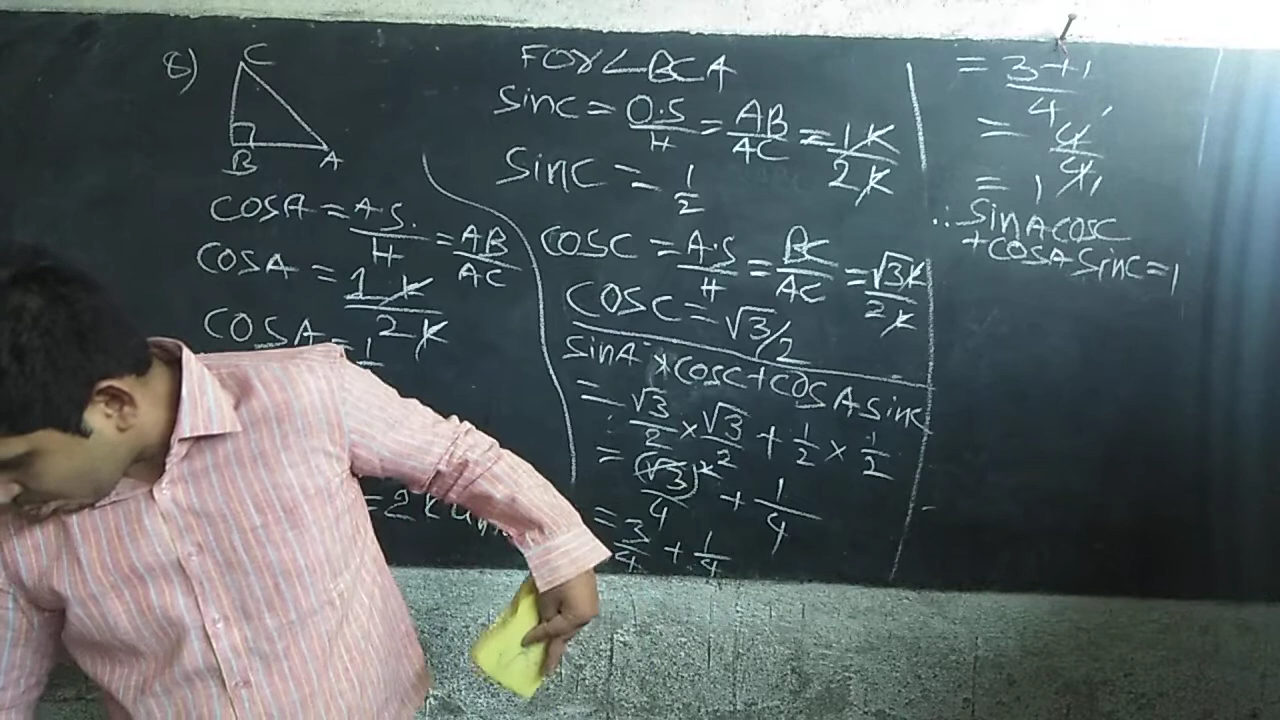 8)
C
B A
COSA = A.S. / H = AB / AC
COSA = 1k / 2k
COSA = 1
= 2k
FOR ∠BCA
Sinc = O.S / H = AB / AC = 1k / 2k
Sinc = 1 / 2
COSC = A.S / H = BC / AC = √3k / 2k
COSC = √3/2
SinA × COSC + COSA SinC
= √3 / 2 × √3 / 2 + 1 / 2 × 1 / 2
= (√3)² / 4 + 1 / 4
= 3 / 4 + 1 / 4
= 3+1 / 4
= 4 / 4
= 1
∴ SinA COSC
+ COSA SinC = 1